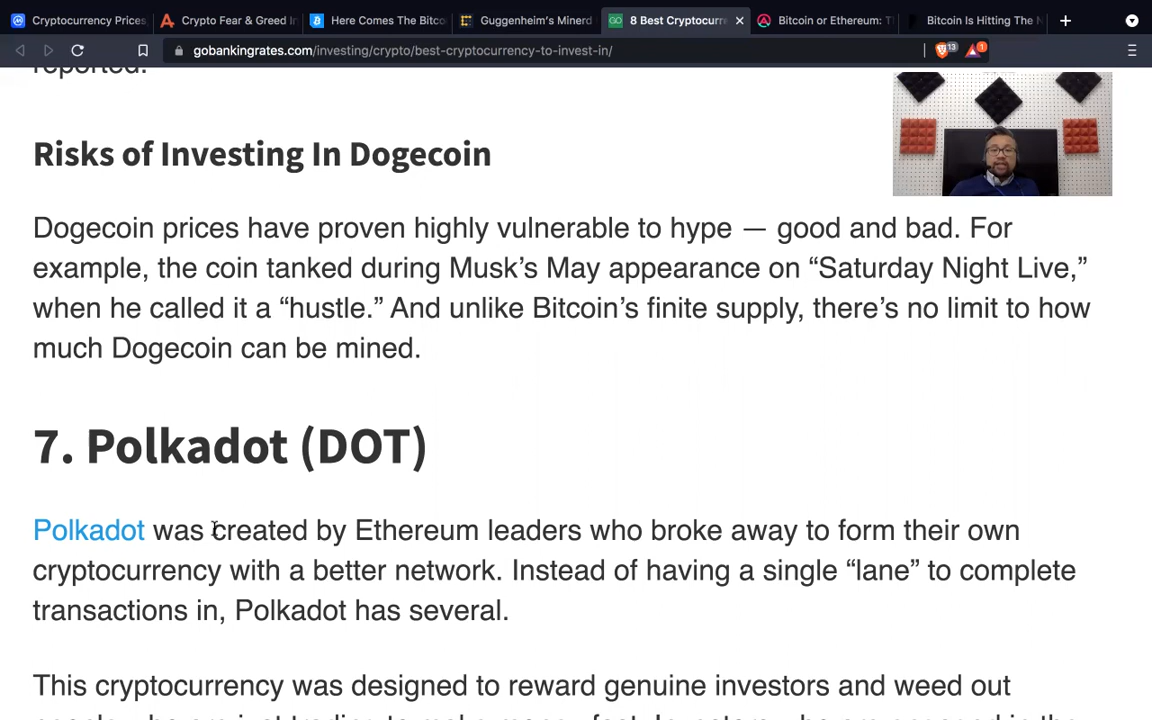 Cryptocurrency Prices,
Crypto Fear & Greed In
Here Comes The Bitco
Guggenheim's Minerd
8 Best Cryptocurr
Bitcoin or Ethereum: T
Bitcoin Is Hitting The N
gobankingrates.com/investing/crypto/best-cryptocurrency-to-invest-in/
13
1
reported.
Risks of Investing In Dogecoin
Dogecoin prices have proven highly vulnerable to hype — good and bad. For
example, the coin tanked during Musk's May appearance on “Saturday Night Live,”
when he called it a “hustle.” And unlike Bitcoin's finite supply, there's no limit to how
much Dogecoin can be mined.
7. Polkadot (DOT)
Polkadot was created by Ethereum leaders who broke away to form their own
cryptocurrency with a better network. Instead of having a single “lane” to complete
transactions in, Polkadot has several.
This cryptocurrency was designed to reward genuine investors and weed out